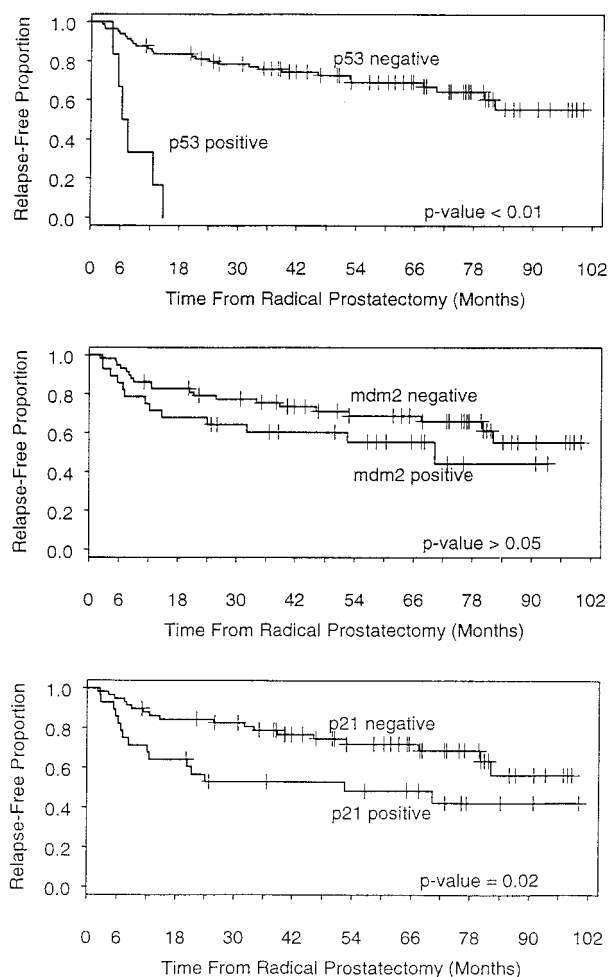 Relapse-Free Proportion
1.0
0.8
0.6
0.4
0.2
0.0
p53 negative
p53 positive
p-value < 0.01
0 6 18 30 42 54 66 78 90 102
Time From Radical Prostatectomy (Months)
Relapse-Free Proportion
1.0
0.8
0.6
0.4
0.2
0.0
mdm2 negative
mdm2 positive
p-value > 0.05
0 6 18 30 42 54 66 78 90 102
Time From Radical Prostatectomy (Months)
Relapse-Free Proportion
1.0
0.8
0.6
0.4
0.2
0.0
p21 negative
p21 positive
p-value = 0.02
0 6 18 30 42 54 66 78 90 102
Time From Radical Prostatectomy (Months)